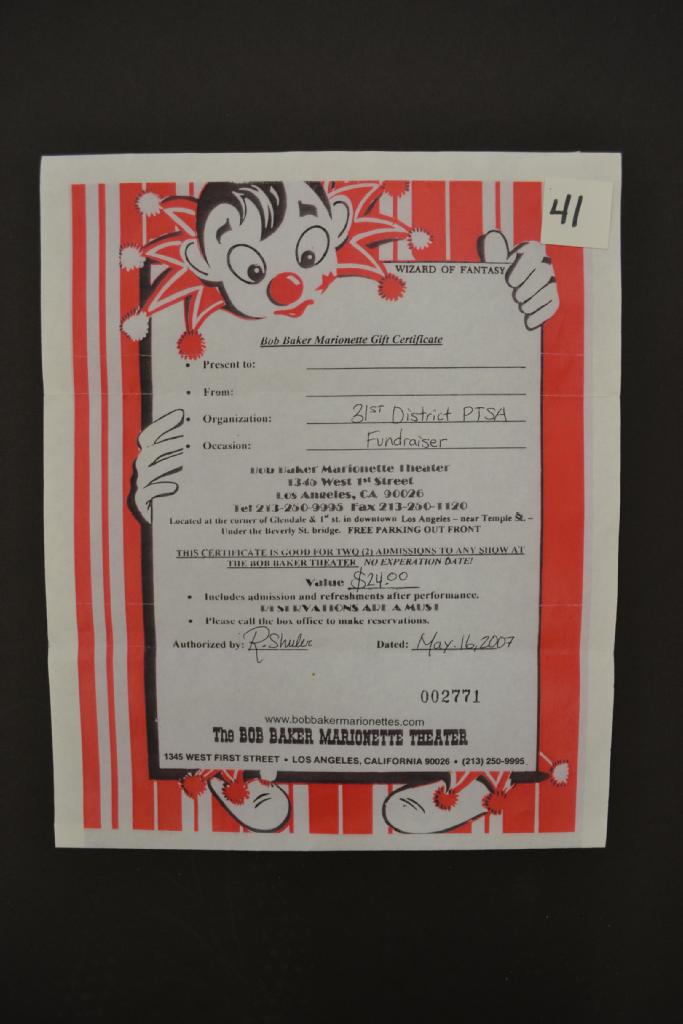 41
WIZARD OF FANTASY
Bob Baker Marionette Gift Certificate
• Present to:
• From:
• Organization: 31ST District PTSA
• Occasion: Fundraiser
Bob Baker Marionette Theater
1345 West 1st Street
Los Angeles, CA 90026
Tel 213-250-9995 Fax 213-250-1120
Located at the corner of Glendale & 1st st. in downtown Los Angeles – near Temple St. –
Under the Beverly St. bridge. FREE PARKING OUT FRONT
THIS CERTIFICATE IS GOOD FOR TWO (2) ADMISSIONS TO ANY SHOW AT
THE BOB BAKER THEATER NO EXPERATION DATE!
Value $24.00
• Includes admission and refreshments after performance.
RESERVATIONS ARE A MUST
• Please call the box office to make reservations.
Authorized by: R. Shuler Dated: May. 16, 2007
002771
www.bobbakermarionettes.com
The BOB BAKER MARIONETTE THEATER
1345 WEST FIRST STREET • LOS ANGELES, CALIFORNIA 90026 • (213) 250-9995